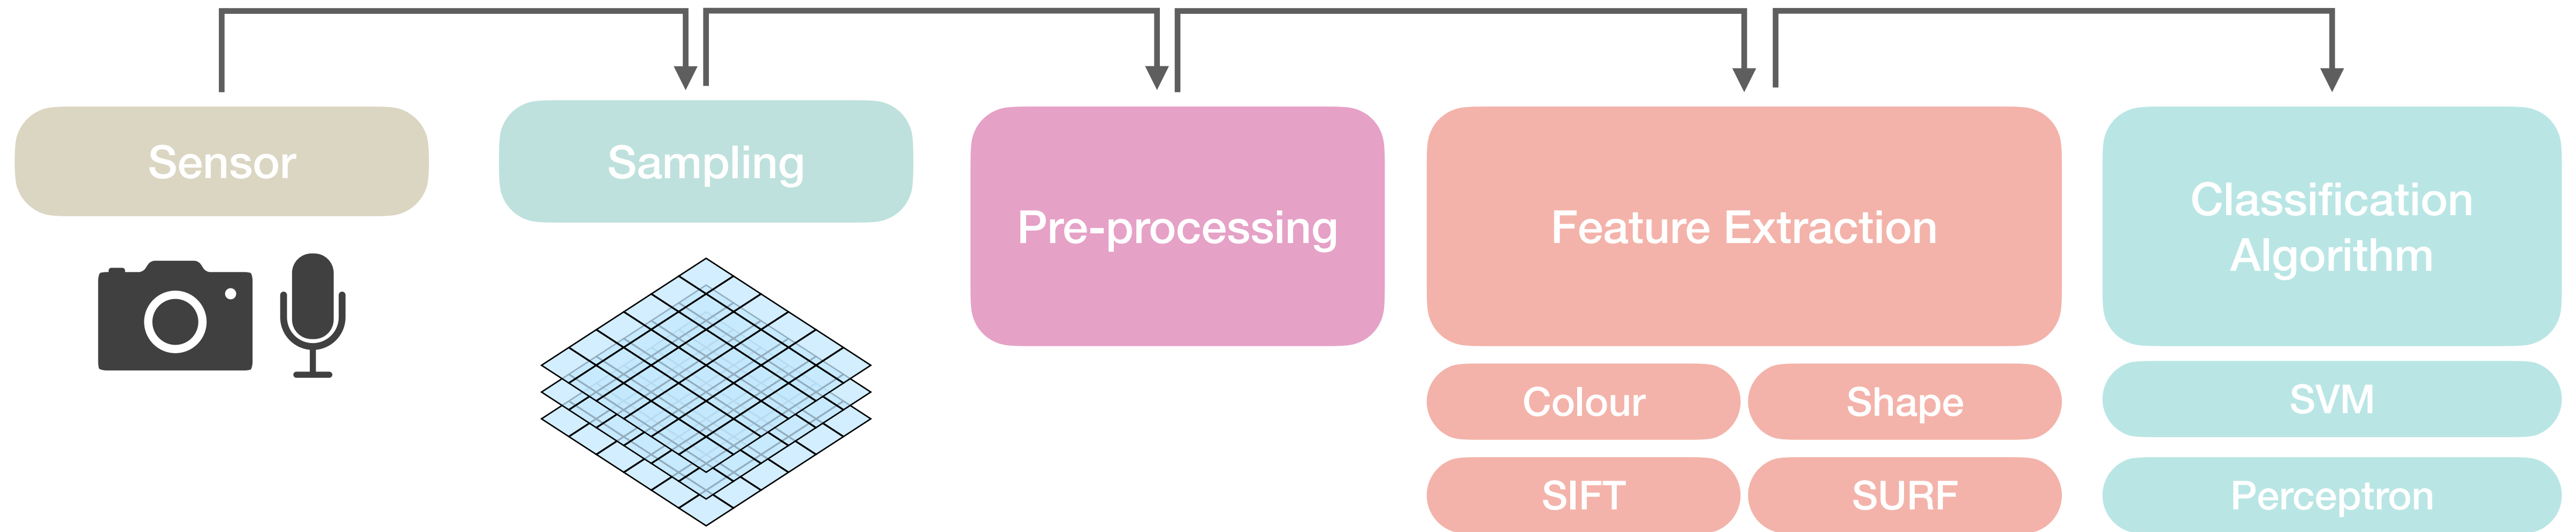 Sensor
Sampling
Pre-processing
Feature Extraction
Classification
Algorithm
Colour
Shape
SIFT
SURF
SVM
Perceptron